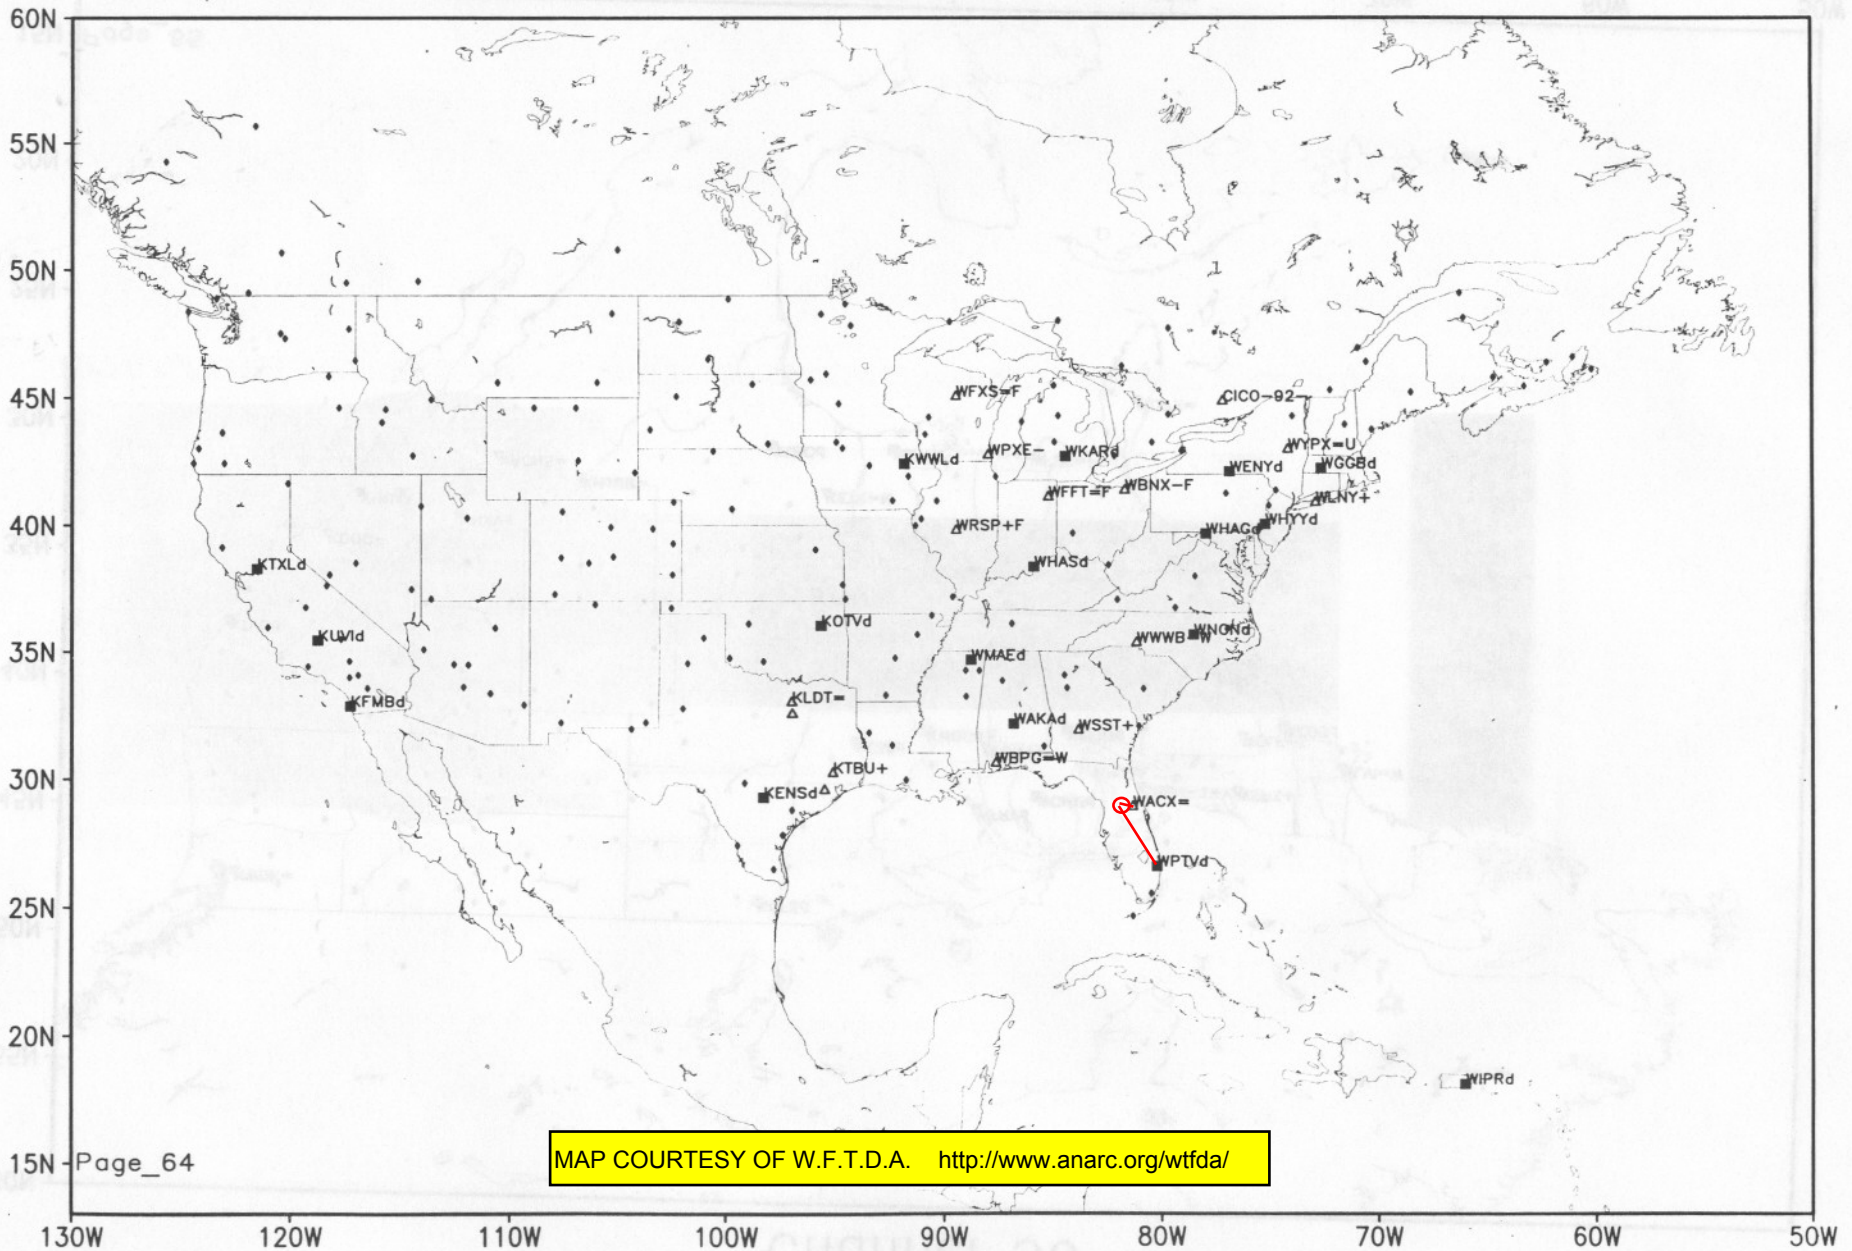 60N
55N
50N
45N
40N
35N
30N
25N
20N
15N
130W 120W 110W 100W 90W 80W 70W 60W 50W
WFXS=F
CICO-92-
WPXE-
WKARd
WYPX=U
KWWLd
WENYd
WGGBd
WFFT=F
WBNX-F
WLNY+
WRSP+F
WHYYd
WHAGd
KTXLd
WHASd
KUVId
KOTVd
WNCNd
WWWB-W
WMAEd
KFMBd
KLDT=
WAKAd
WSST+
WBPG=W
KTBU+
KENSd
WACX=
WPTVd
WIPRd
Page_64
MAP COURTESY OF W.F.T.D.A. http://www.anarc.org/wtfda/